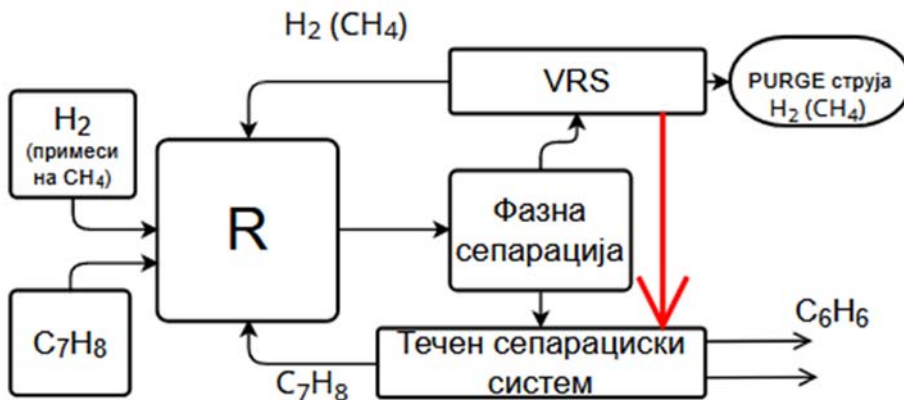 H₂ (CH₄)
VRS
PURGE струја
H₂ (CH₄)
H₂
(примеси
на CH₄)
R
Фазна
сепарација
C₇H₈
C₇H₈
Течен сепарациски
систем
C₆H₆